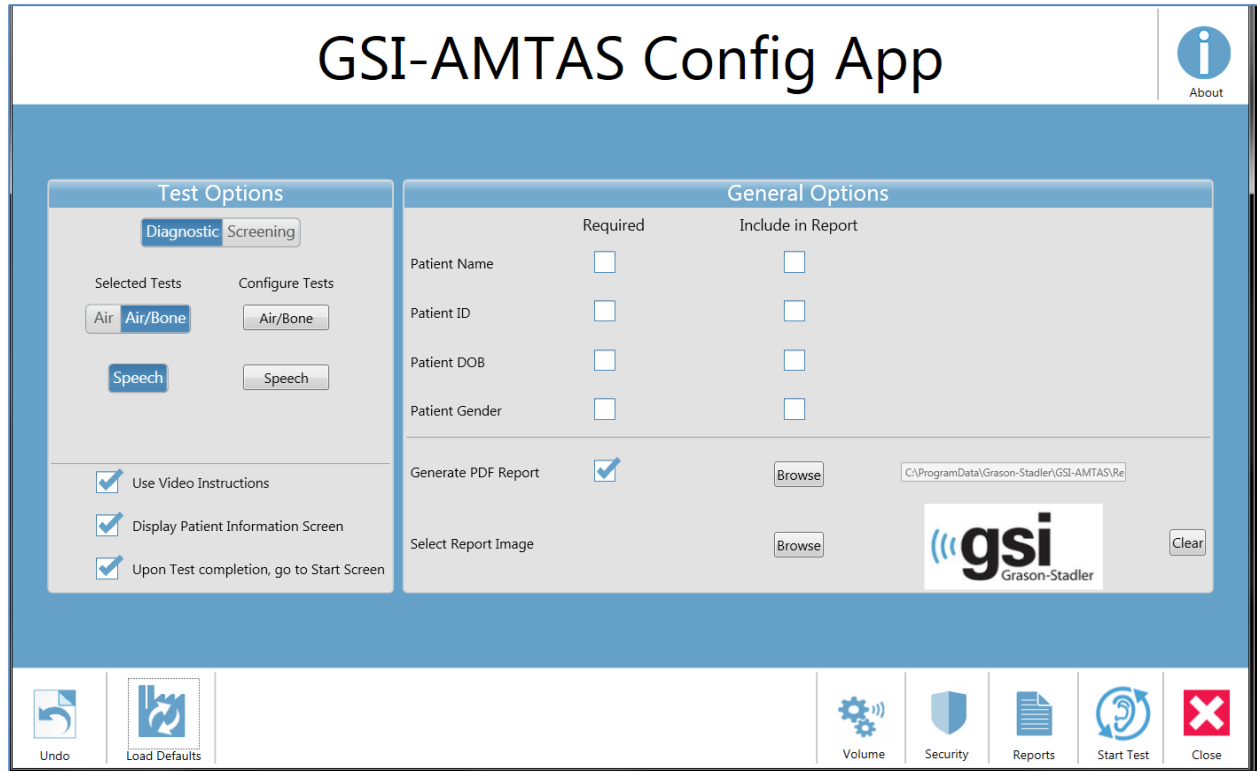 GSI-AMTAS Config App
About
Test Options
Diagnostic Screening
Selected Tests Configure Tests
Air Air/Bone Air/Bone
Speech Speech
Use Video Instructions
Display Patient Information Screen
Upon Test completion, go to Start Screen
General Options
Required Include in Report
Patient Name
Patient ID
Patient DOB
Patient Gender
Generate PDF Report Browse C:\ProgramData\Grason-Stadler\GSI-AMTAS\Re
Select Report Image Browse gsi Clear
Grason-Stadler
Undo Load Defaults Volume Security Reports Start Test Close